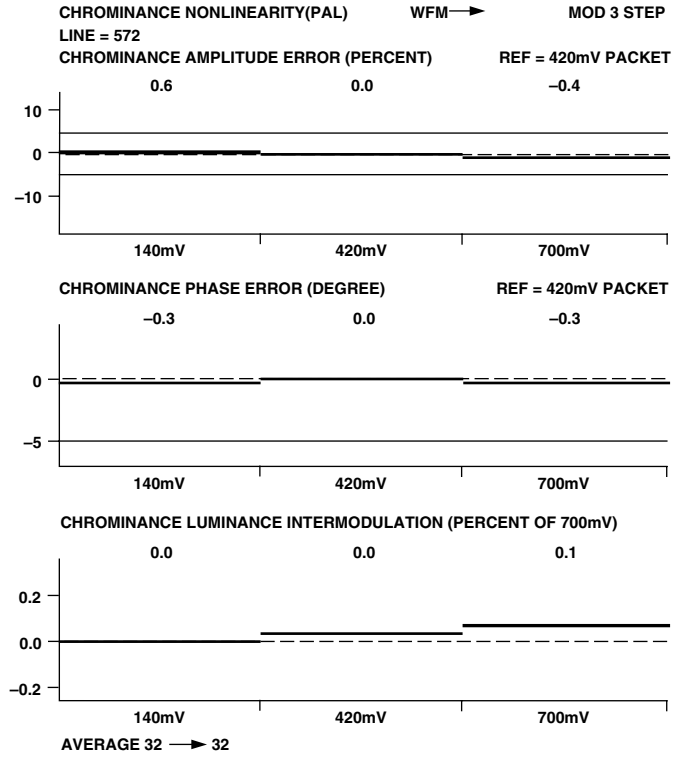 CHROMINANCE NONLINEARITY(PAL) WFM MOD 3 STEP
LINE = 572
CHROMINANCE AMPLITUDE ERROR (PERCENT) REF = 420mV PACKET
0.6 0.0 –0.4
10
0
–10
140mV 420mV 700mV
CHROMINANCE PHASE ERROR (DEGREE) REF = 420mV PACKET
–0.3 0.0 –0.3
0
–5
140mV 420mV 700mV
CHROMINANCE LUMINANCE INTERMODULATION (PERCENT OF 700mV)
0.0 0.0 0.1
0.2
0.0
–0.2
140mV 420mV 700mV
AVERAGE 32 32